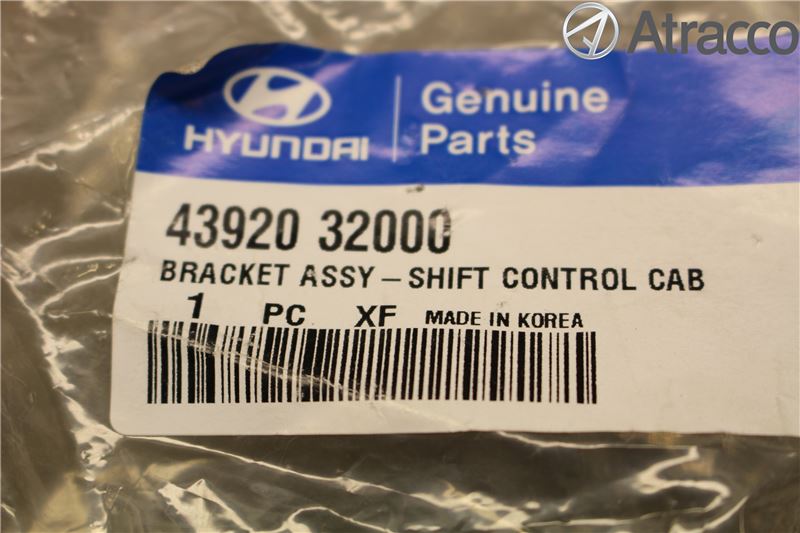 Atracco
HYUNDAI
Genuine
Parts
43920 32000
BRACKET ASSY – SHIFT CONTROL CAB
1 PC XF MADE IN KOREA